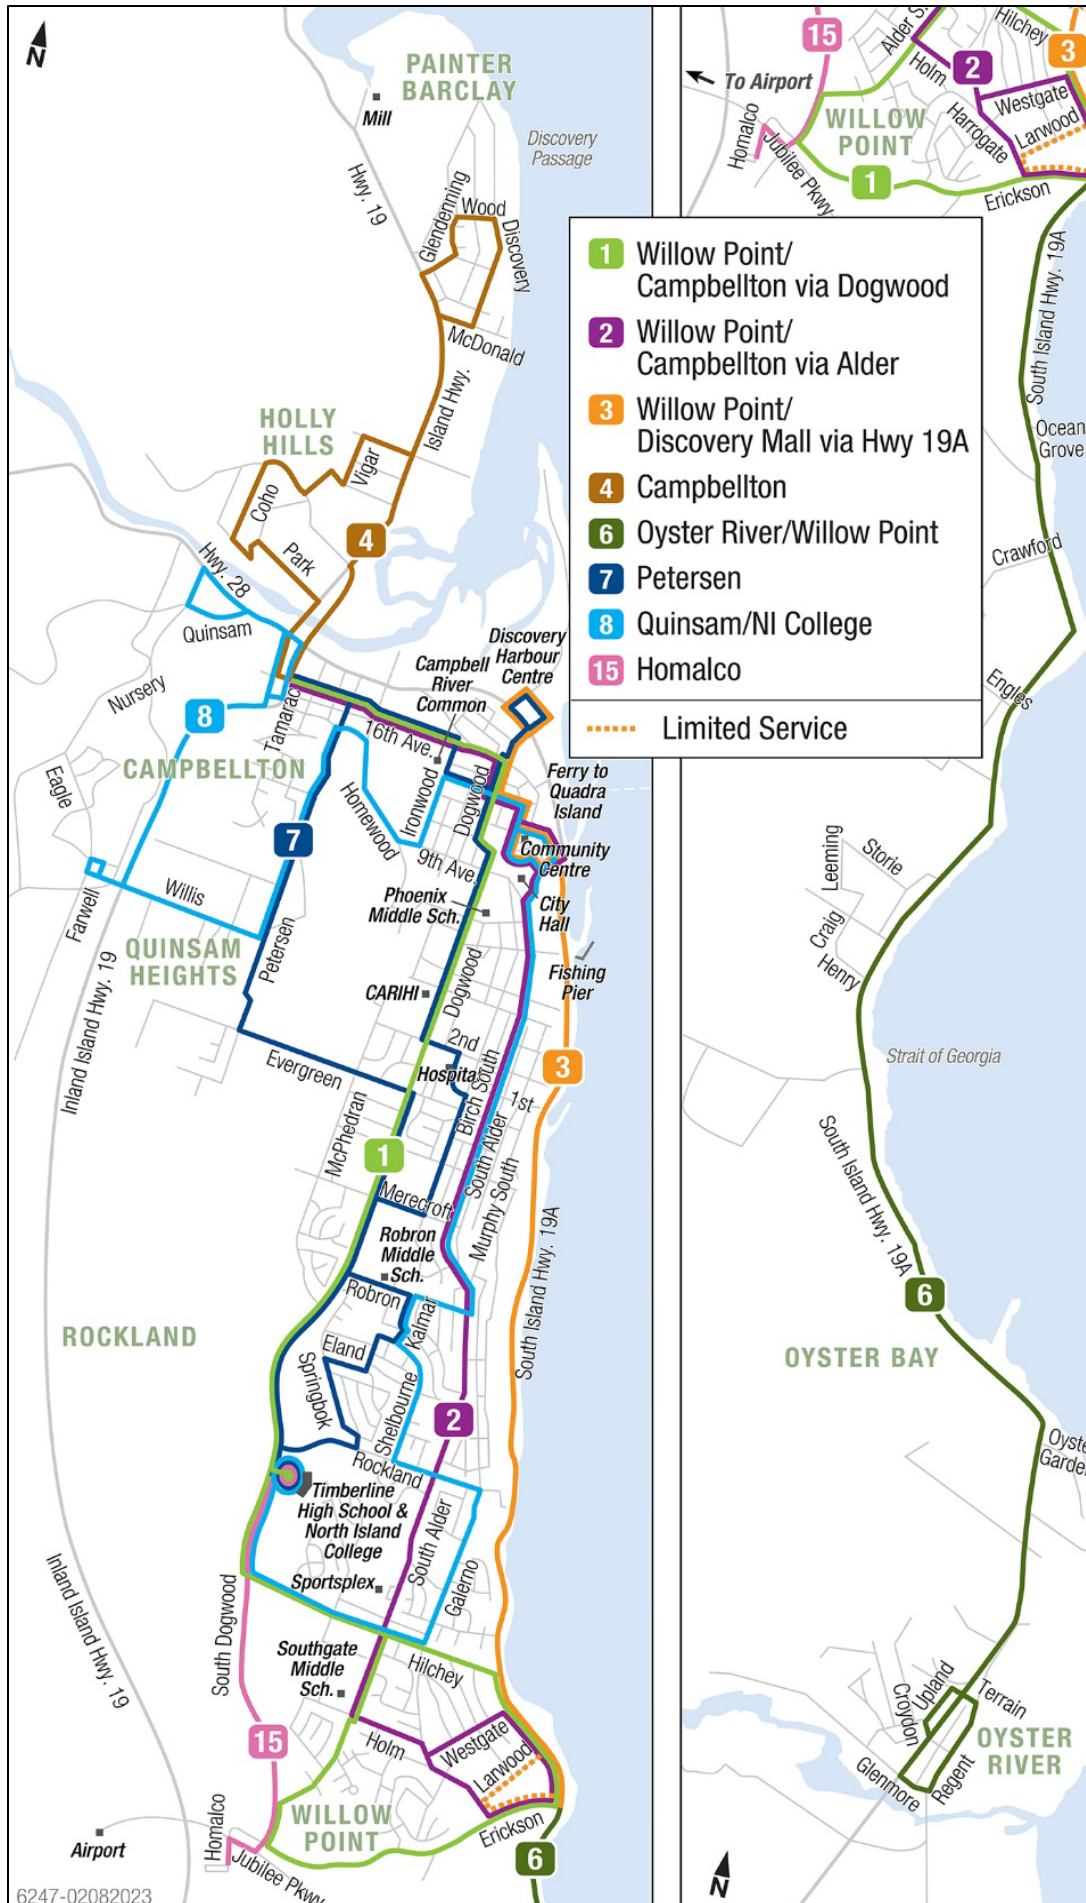 N
PAINTER
BARCLAY
Mill
Discovery
Passage
Hwy. 19
Glendenning
Wood
Discovery
McDonald
Island Hwy.
HOLLY
HILLS
Vigar
Coho
4
Park
Hwy. 28
Quinsam
Nursery
8
Tamarac
Discovery
Harbour
Centre
Campbell
River
Common
16th Ave.
CAMPBELLTON
Eagle
Homewood
Ironwood
Dogwood
Ferry to
Quadra
Island
7
9th Ave.
Community
Centre
Willis
Farwell
Phoenix
Middle Sch.
City
Hall
QUINSAM
HEIGHTS
Petersen
Inland Island Hwy. 19
CARIHI
Dogwood
Fishing
Pier
2nd
Evergreen
Hospital
3
Birch South
1st
McPhedran
South Alder
1
Merecroft
Murphy South
Robron
Middle
Sch.
South Island Hwy. 19A
Robron
Kalmar
ROCKLAND
Eland
Springbok
Shelbourne
2
Rockland
Timberline
High School &
North Island
College
South Alder
Sportsplex
Galerno
Inland Island Hwy. 19
South Dogwood
Southgate
Middle
Sch.
Hilchey
15
Holm
Westgate
Larwood
WILLOW
POINT
Erickson
Homalco
Airport
Jubilee Pkwy
6
6247-02082023
15
Alder S
Hilchey
3
2
Holm
To Airport
Westgate
Larwood
Harrogate
WILLOW
POINT
Homalco
Jubilee Pkwy
1
Erickson
1 Willow Point/
Campbellton via Dogwood
2 Willow Point/
Campbellton via Alder
3 Willow Point/
Discovery Mall via Hwy 19A
4 Campbellton
6 Oyster River/Willow Point
7 Petersen
8 Quinsam/NI College
15 Homalco
Limited Service
South Island Hwy. 19A
Ocean
Grove
Crawford
Engles
Leeming
Storie
Craig
Henry
Strait of Georgia
South Island Hwy. 19A
6
OYSTER BAY
Oyste
Garde
Upland
Croydon
Terrain
OYSTER
RIVER
Glenmore
Regent
N